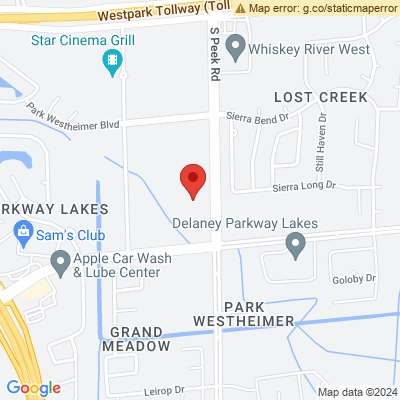 Westpark Tollway (Toll
Map error: g.co/staticmaperror
Star Cinema Grill
S Peek Rd
Whiskey River West
LOST CREEK
Park Westheimer Blvd
Sierra Bend Dr
Still Haven Dr
Sierra Long Dr
ARKWAY LAKES
Delaney Parkway Lakes
Sam's Club
Apple Car Wash
& Lube Center
Goloby Dr
PARK
WESTHEIMER
GRAND
MEADOW
Google
Leirop Dr
Map data ©2024